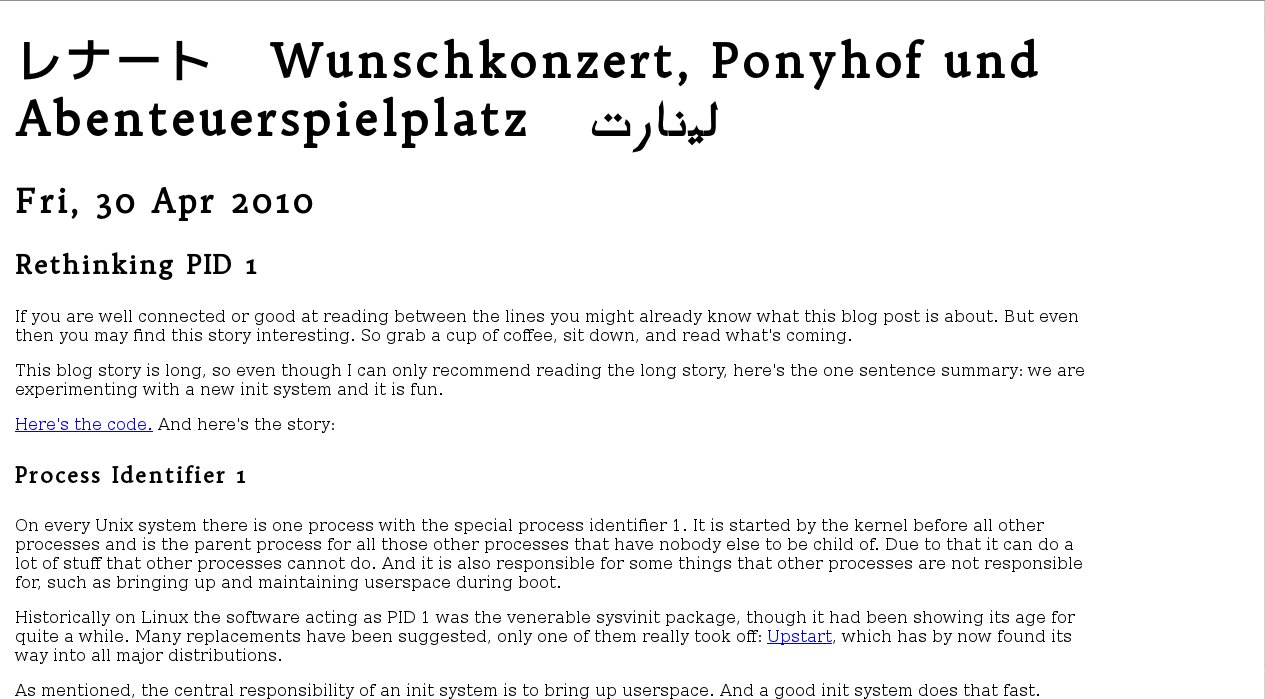 レナート Wunschkonzert, Ponyhof und
Abenteuerspielplatz لينارت
Fri, 30 Apr 2010
Rethinking PID 1
If you are well connected or good at reading between the lines you might already know what this blog post is about. But even
then you may find this story interesting. So grab a cup of coffee, sit down, and read what's coming.
This blog story is long, so even though I can only recommend reading the long story, here's the one sentence summary: we are
experimenting with a new init system and it is fun.
Here's the code. And here's the story:
Process Identifier 1
On every Unix system there is one process with the special process identifier 1. It is started by the kernel before all other
processes and is the parent process for all those other processes that have nobody else to be child of. Due to that it can do a
lot of stuff that other processes cannot do. And it is also responsible for some things that other processes are not responsible
for, such as bringing up and maintaining userspace during boot.
Historically on Linux the software acting as PID 1 was the venerable sysvinit package, though it had been showing its age for
quite a while. Many replacements have been suggested, only one of them really took off: Upstart, which has by now found its
way into all major distributions.
As mentioned, the central responsibility of an init system is to bring up userspace. And a good init system does that fast.